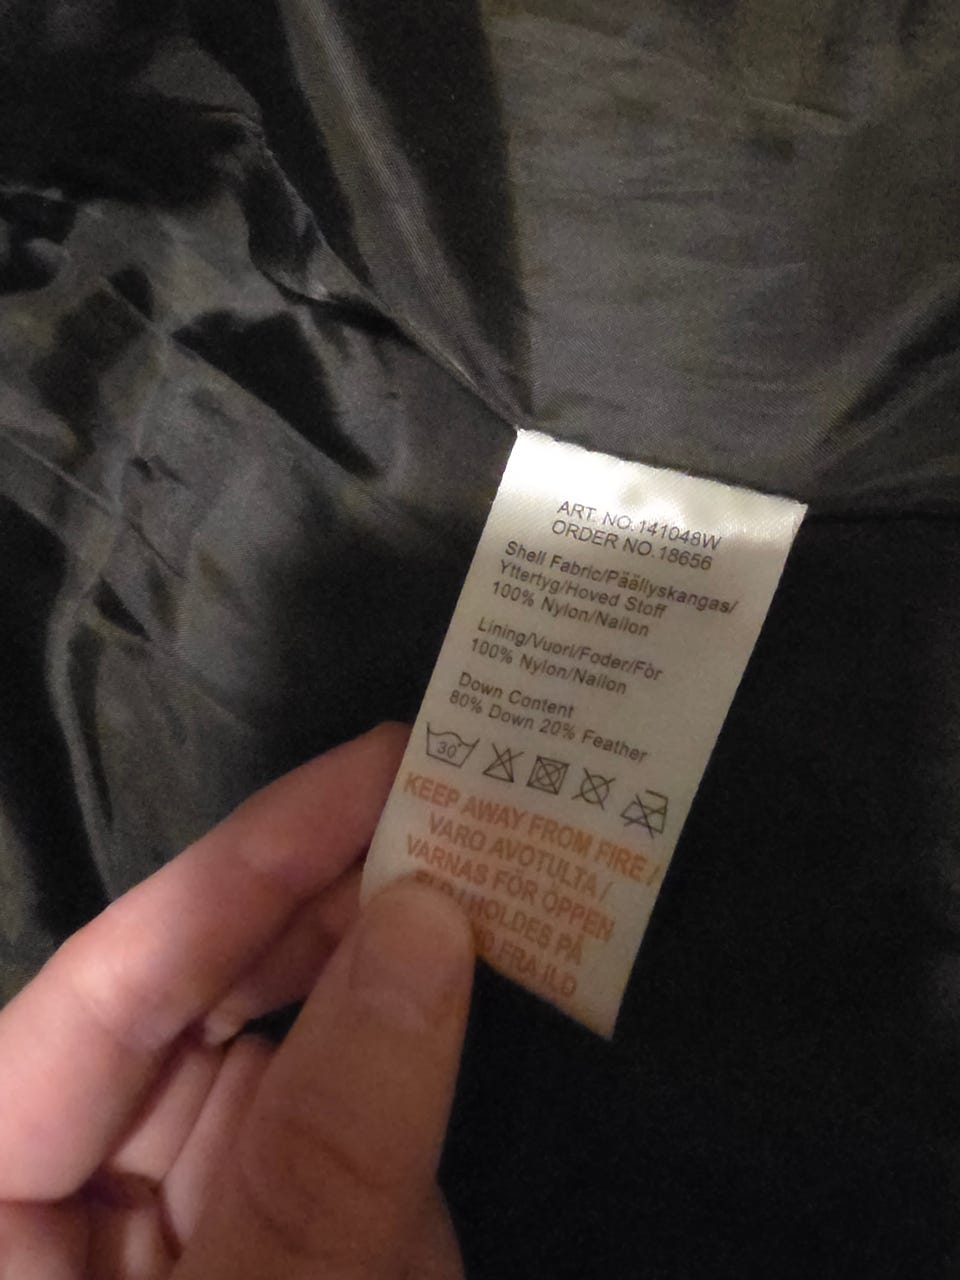 ART. NO.141048W
ORDER NO.18656
Shell Fabric/Päällyskangas/
Yttertyg/Hoved Stoff
100% Nylon/Nailon
Lining/Vuori/Foder/Fòr
100% Nylon/Nailon
Down Content
80% Down 20% Feather
30°
KEEP AWAY FROM FIRE /
VARO AVOTULTA /
VARNAS FÖR ÖPPEN
HOLDES PÅ
FRA ILD